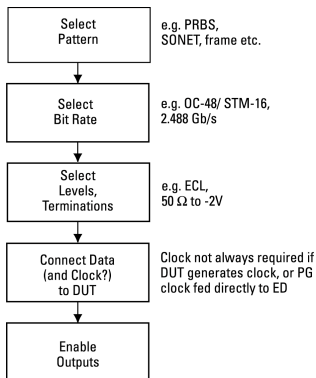 Select
Pattern
e.g. PRBS,
SONET, frame etc.
Select
Bit Rate
e.g. OC-48/ STM-16,
2.488 Gb/s
Select
Levels,
Terminations
e.g. ECL,
50 Ω to -2V
Connect Data
(and Clock?)
to DUT
Clock not always required if
DUT generates clock, or PG
clock fed directly to ED
Enable
Outputs